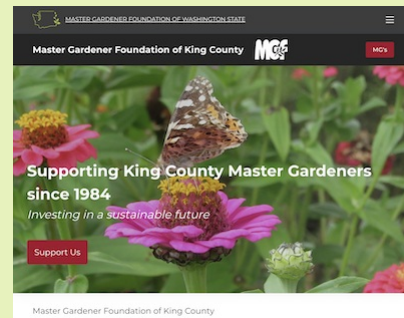 MASTER GARDENER FOUNDATION OF WASHINGTON STATE
Master Gardener Foundation of King County
MG's
Supporting King County Master Gardeners
since 1984
Investing in a sustainable future
Support Us
Master Gardener Foundation of King County